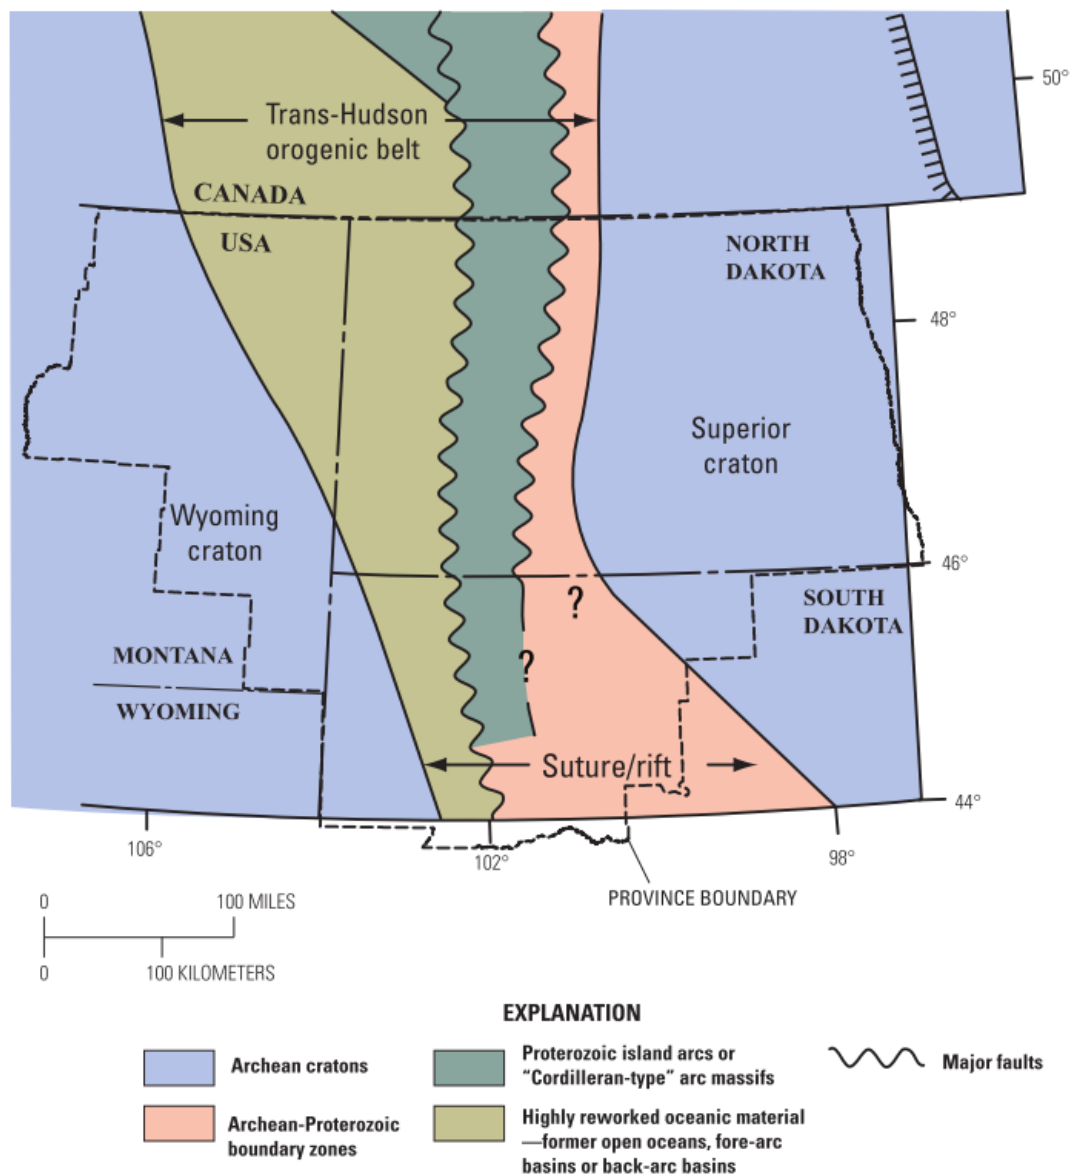 50°
Trans-Hudson
orogenic belt
CANADA
USA
NORTH
DAKOTA
48°
Superior
craton
Wyoming
craton
46°
?
SOUTH
DAKOTA
MONTANA
?
WYOMING
Suture/rift
44°
106°
102°
98°
PROVINCE BOUNDARY
0 100 MILES
0 100 KILOMETERS
EXPLANATION
Archean cratons
Archean-Proterozoic
boundary zones
Proterozoic island arcs or
“Cordilleran-type” arc massifs
Highly reworked oceanic material
—former open oceans, fore-arc
basins or back-arc basins
Major faults